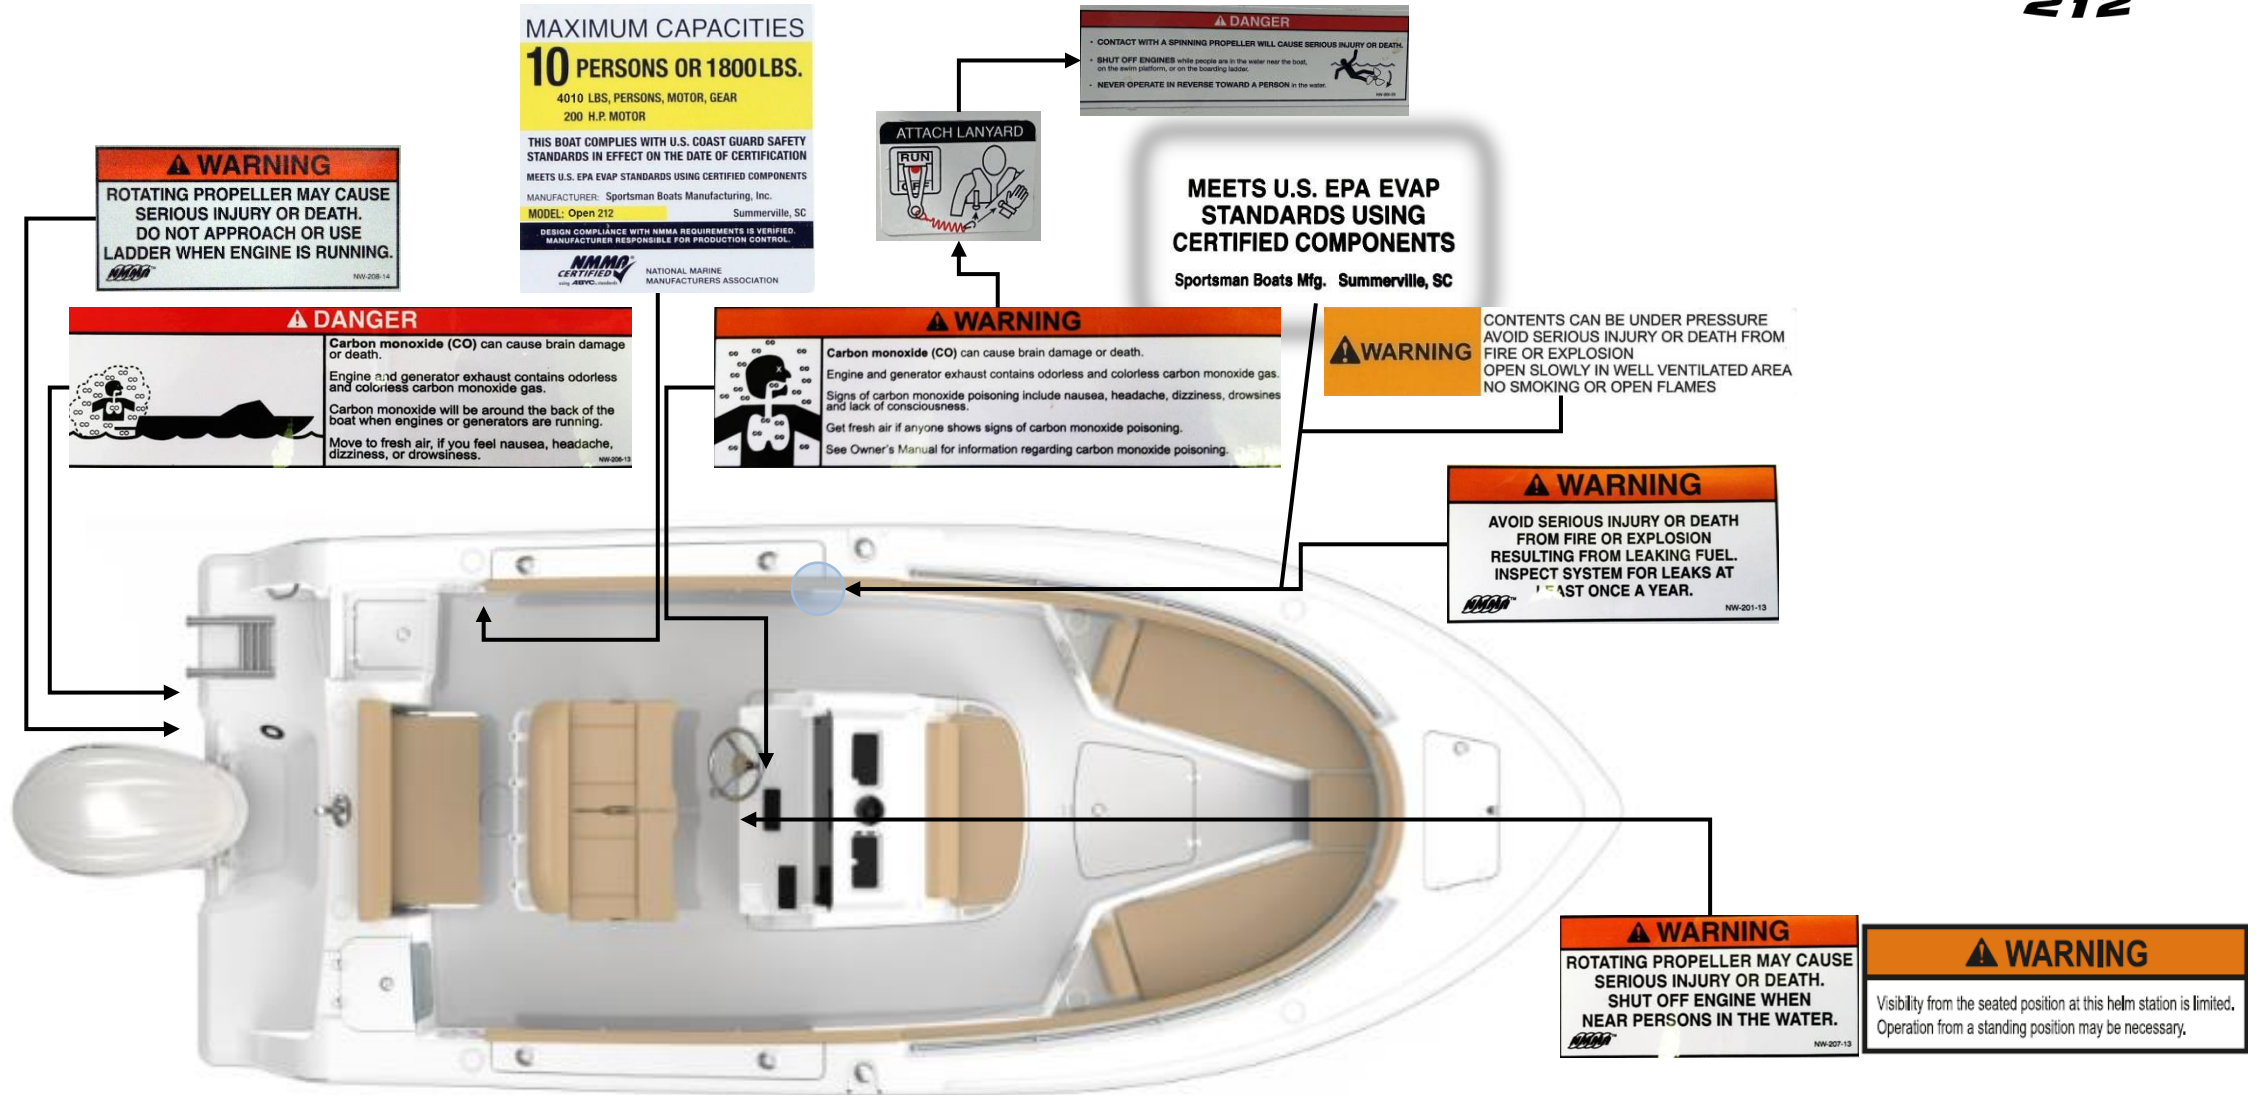 212
MAXIMUM CAPACITIES
10 PERSONS OR 1800 LBS.
4010 LBS, PERSONS, MOTOR, GEAR
200 H.P. MOTOR
THIS BOAT COMPLIES WITH U.S. COAST GUARD SAFETY
STANDARDS IN EFFECT ON THE DATE OF CERTIFICATION
MEETS U.S. EPA EVAP STANDARDS USING CERTIFIED COMPONENTS
MANUFACTURER: Sportsman Boats Manufacturing, Inc.
MODEL: Open 212 Summerville, SC
DESIGN COMPLIANCE WITH NMMA REQUIREMENTS IS VERIFIED.
MANUFACTURER RESPONSIBLE FOR PRODUCTION CONTROL.
NMMA
CERTIFIED
using ABYC standards
NATIONAL MARINE
MANUFACTURERS ASSOCIATION
DANGER
• CONTACT WITH A SPINNING PROPELLER WILL CAUSE SERIOUS INJURY OR DEATH.
• SHUT OFF ENGINES while people are in the water near the boat,
on the swim platform, or on the boarding ladder.
• NEVER OPERATE IN REVERSE TOWARD A PERSON in the water.
ATTACH LANYARD
RUN
OFF
MEETS U.S. EPA EVAP
STANDARDS USING
CERTIFIED COMPONENTS
Sportsman Boats Mfg. Summerville, SC
WARNING
ROTATING PROPELLER MAY CAUSE
SERIOUS INJURY OR DEATH.
DO NOT APPROACH OR USE
LADDER WHEN ENGINE IS RUNNING.
NMMA™ NW-208-14
DANGER
Carbon monoxide (CO) can cause brain damage
or death.
Engine and generator exhaust contains odorless
and colorless carbon monoxide gas.
Carbon monoxide will be around the back of the
boat when engines or generators are running.
Move to fresh air, if you feel nausea, headache,
dizziness, or drowsiness.
NW-206-13
WARNING
Carbon monoxide (CO) can cause brain damage or death.
Engine and generator exhaust contains odorless and colorless carbon monoxide gas.
Signs of carbon monoxide poisoning include nausea, headache, dizziness, drowsines
and lack of consciousness.
Get fresh air if anyone shows signs of carbon monoxide poisoning.
See Owner's Manual for information regarding carbon monoxide poisoning.
WARNING
CONTENTS CAN BE UNDER PRESSURE
AVOID SERIOUS INJURY OR DEATH FROM
FIRE OR EXPLOSION
OPEN SLOWLY IN WELL VENTILATED AREA
NO SMOKING OR OPEN FLAMES
WARNING
AVOID SERIOUS INJURY OR DEATH
FROM FIRE OR EXPLOSION
RESULTING FROM LEAKING FUEL.
INSPECT SYSTEM FOR LEAKS AT
LEAST ONCE A YEAR.
NMMA™ NW-201-13
WARNING
ROTATING PROPELLER MAY CAUSE
SERIOUS INJURY OR DEATH.
SHUT OFF ENGINE WHEN
NEAR PERSONS IN THE WATER.
NMMA™ NW-207-13
WARNING
Visibility from the seated position at this helm station is limited.
Operation from a standing position may be necessary.